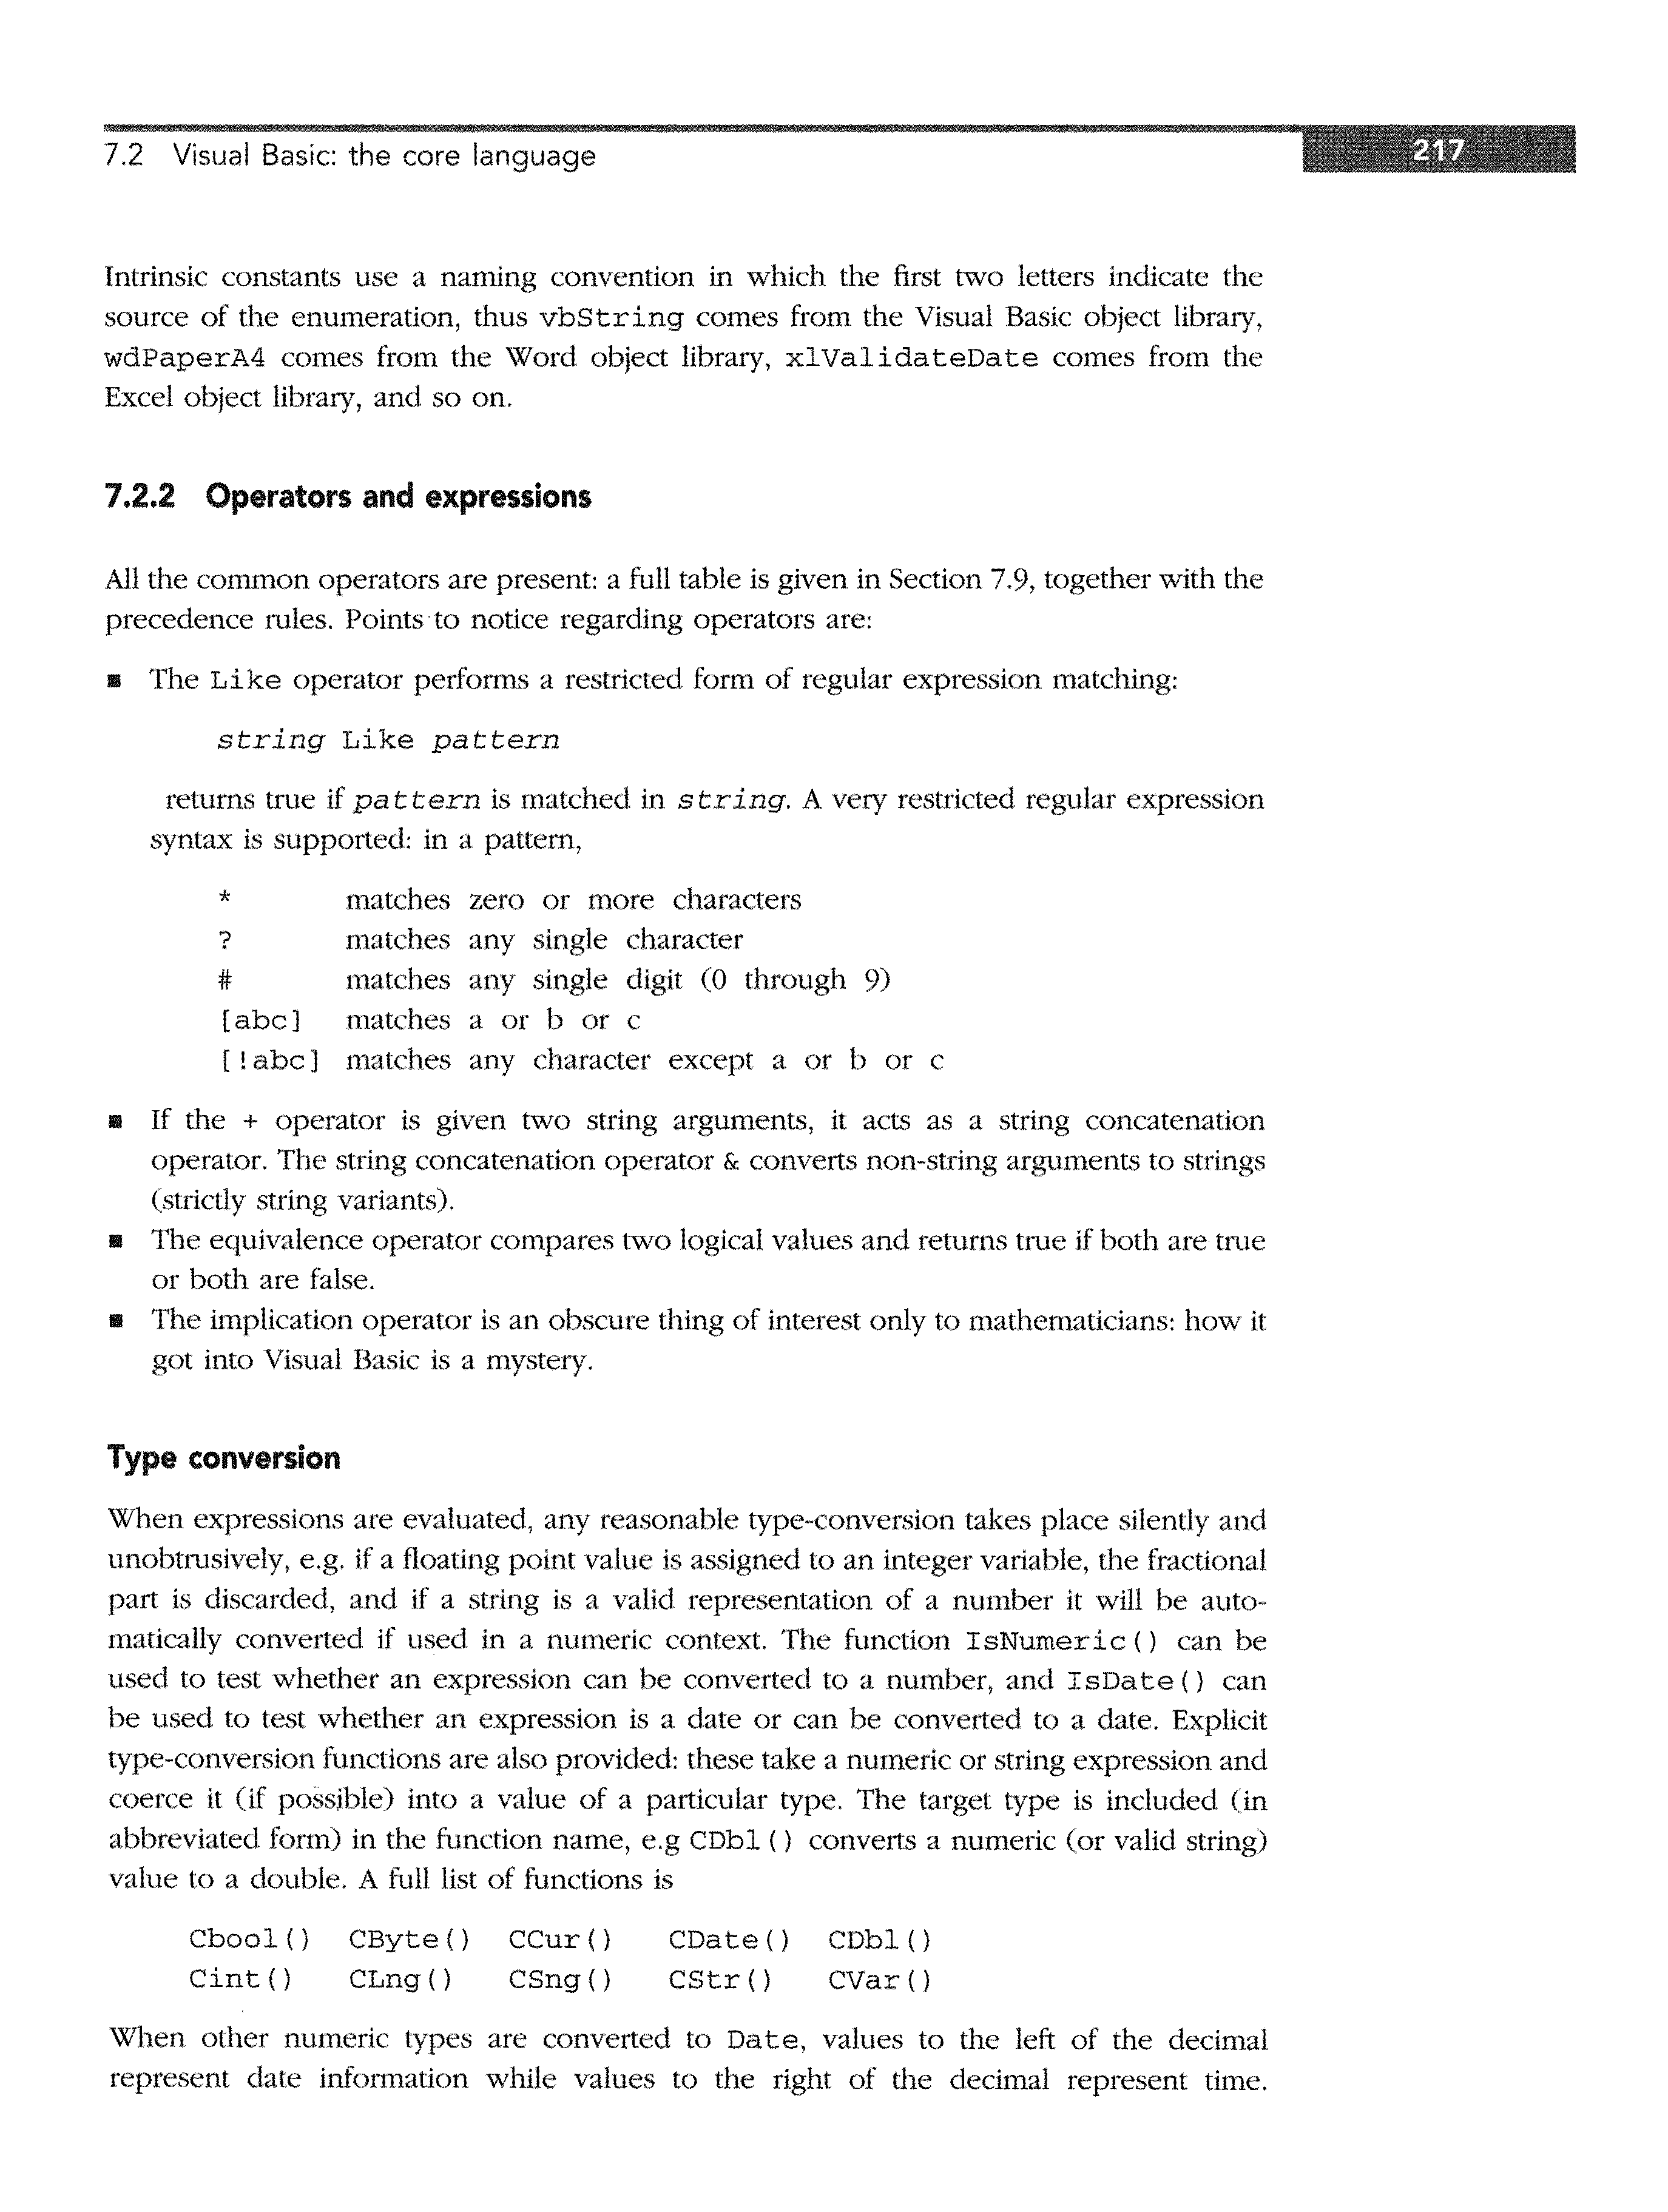 7.2 Visual Basic: the core language
217
Intrinsic constants use a naming convention in which the first two letters indicate the
source of the enumeration, thus vbString comes from the Visual Basic object library,
wdPaperA4 comes from the Word object library, xlValidateDate comes from the
Excel object library, and so on.
7.2.2 Operators and expressions
All the common operators are present: a full table is given in Section 7.9, together with the
precedence rules. Points to notice regarding operators are:
■ The Like operator performs a restricted form of regular expression matching:
string Like pattern
returns true if pattern is matched in string. A very restricted regular expression
syntax is supported: in a pattern,
* matches zero or more characters
? matches any single character
# matches any single digit (0 through 9)
[abc] matches a or b or c
[!abc] matches any character except a or b or c
■ If the + operator is given two string arguments, it acts as a string concatenation
operator. The string concatenation operator & converts non-string arguments to strings
(strictly string variants).
■ The equivalence operator compares two logical values and returns true if both are true
or both are false.
■ The implication operator is an obscure thing of interest only to mathematicians: how it
got into Visual Basic is a mystery.
Type conversion
When expressions are evaluated, any reasonable type-conversion takes place silently and
unobtrusively, e.g. if a floating point value is assigned to an integer variable, the fractional
part is discarded, and if a string is a valid representation of a number it will be auto-
matically converted if used in a numeric context. The function IsNumeric() can be
used to test whether an expression can be converted to a number, and IsDate() can
be used to test whether an expression is a date or can be converted to a date. Explicit
type-conversion functions are also provided: these take a numeric or string expression and
coerce it (if possible) into a value of a particular type. The target type is included (in
abbreviated form) in the function name, e.g CDbl() converts a numeric (or valid string)
value to a double. A full list of functions is
Cbool() CByte() CCur() CDate() CDbl()
Cint() CLng() CSng() CStr() CVar()
When other numeric types are converted to Date, values to the left of the decimal
represent date information while values to the right of the decimal represent time.